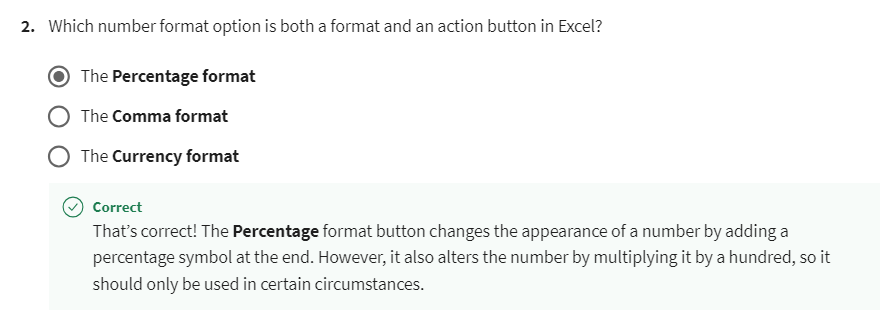 2. Which number format option is both a format and an action button in Excel?
The Percentage format
The Comma format
The Currency format
Correct
That's correct! The Percentage format button changes the appearance of a number by adding a
percentage symbol at the end. However, it also alters the number by multiplying it by a hundred, so it
should only be used in certain circumstances.